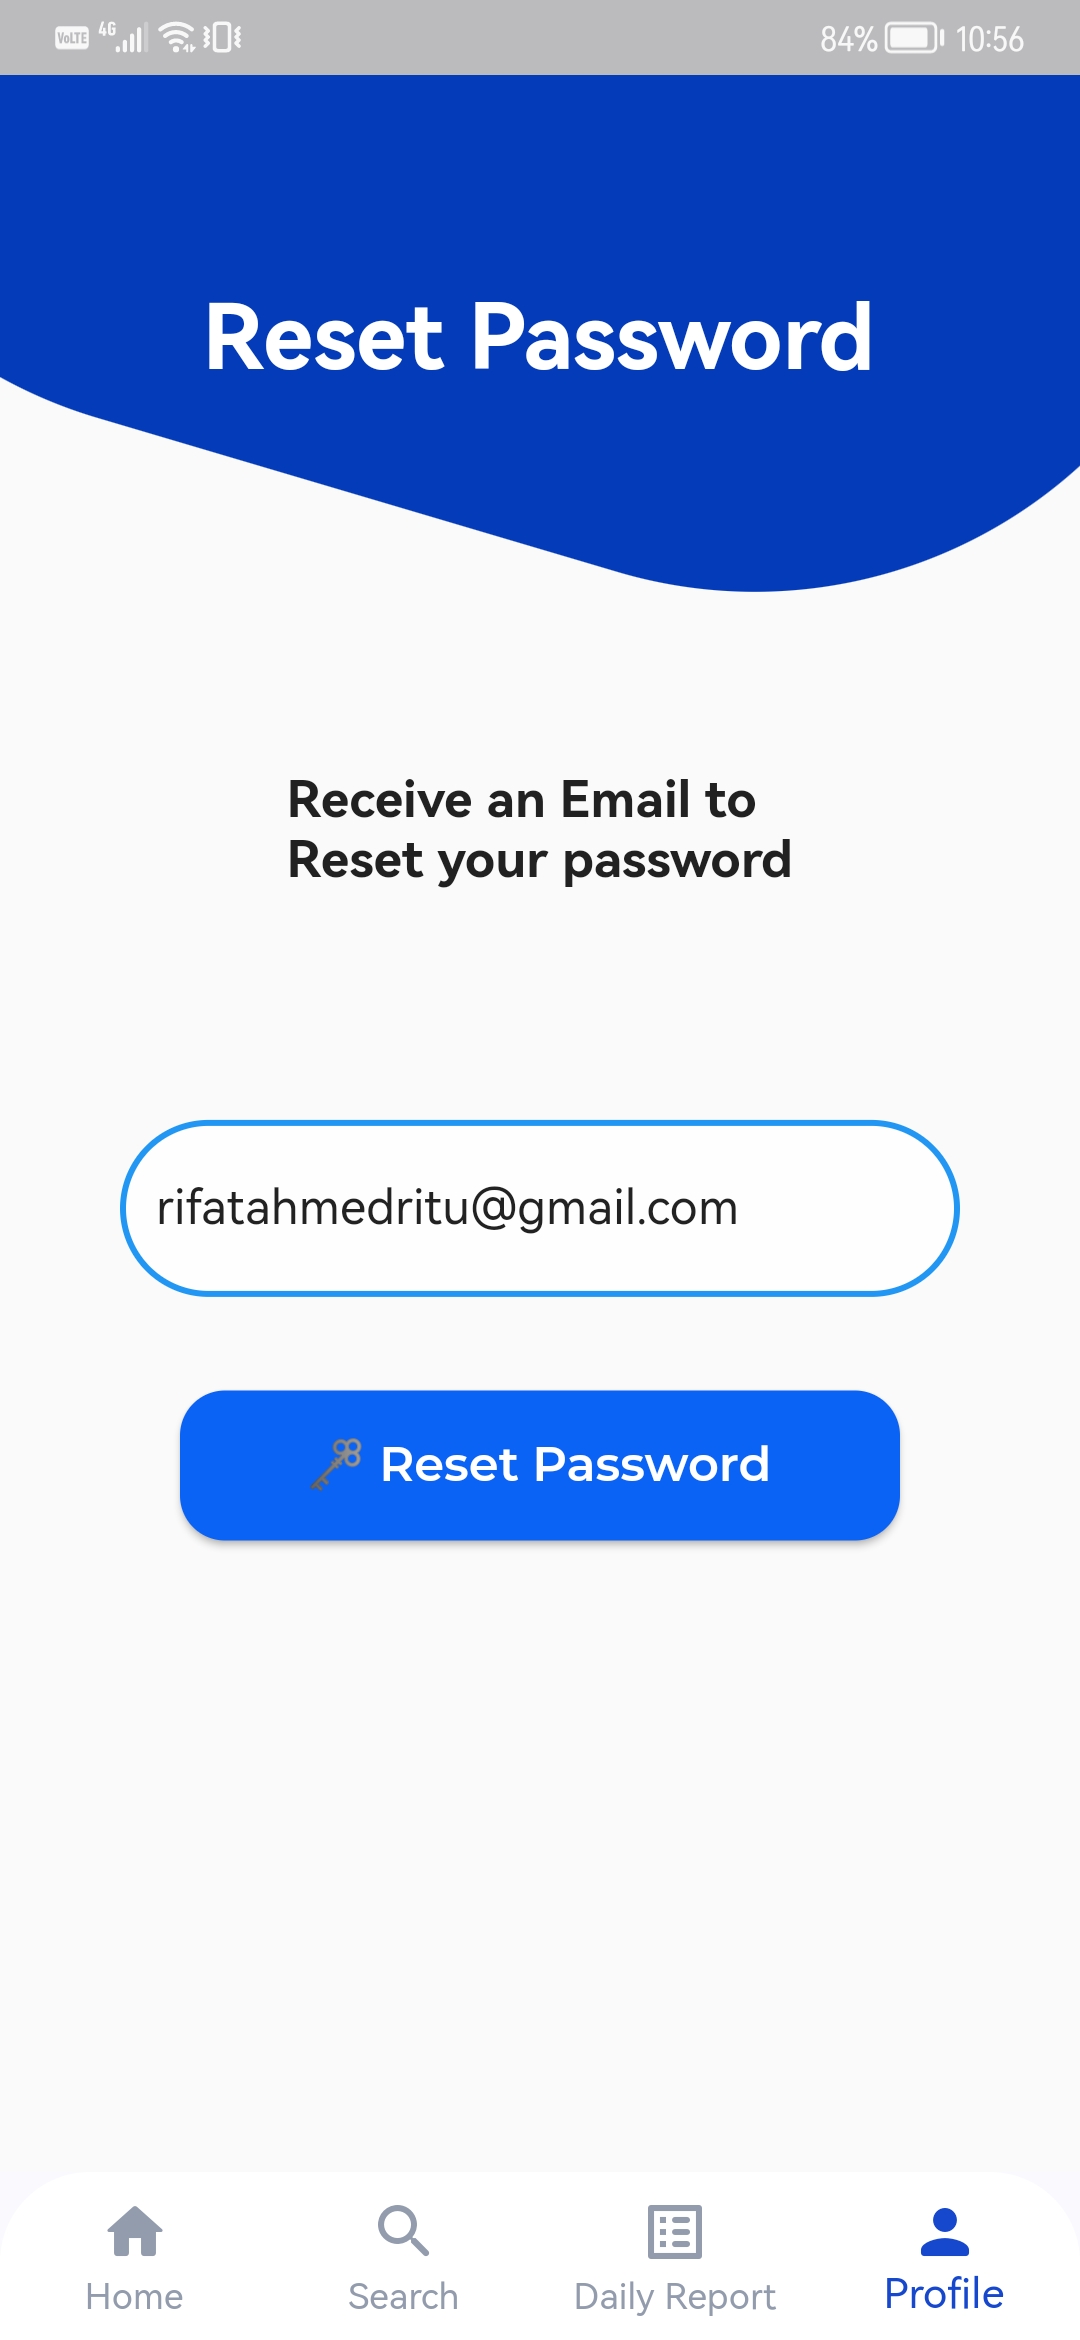 VoLTE 4G 84% 10:56
Reset Password
Receive an Email to
Reset your password
rifatahmedritu@gmail.com
🗝 Reset Password
Home Search Daily Report Profile